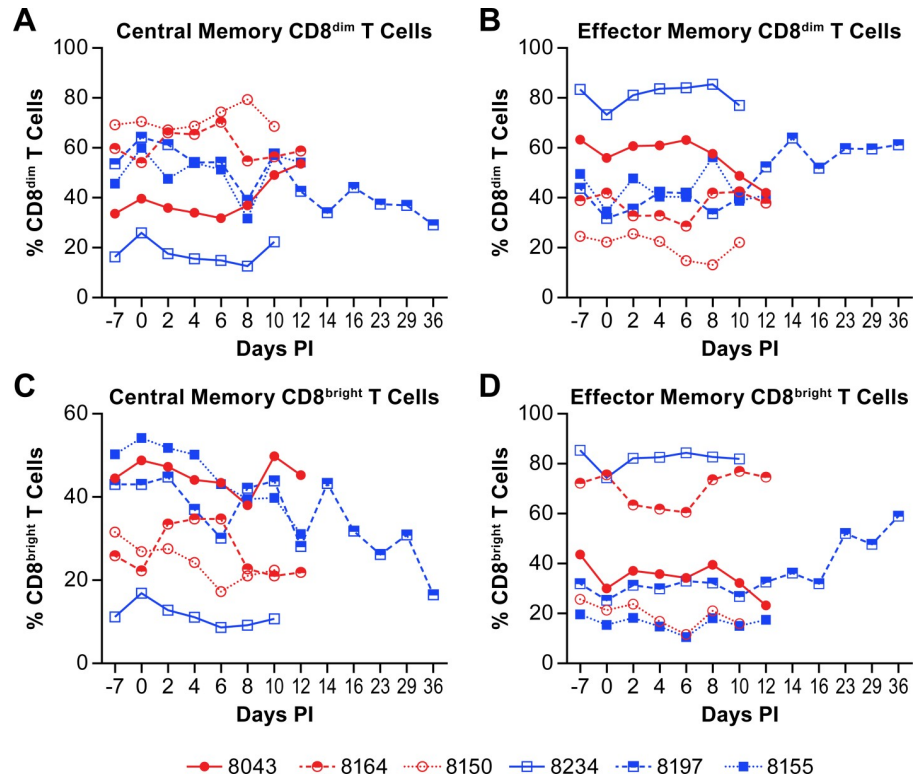 A Central Memory CD8dim T Cells
% CD8dim T Cells
100
80
60
40
20
0
-7 0 2 4 6 8 10 12 14 16 23 29 36
Days PI
B Effector Memory CD8dim T Cells
% CD8dim T Cells
100
80
60
40
20
0
-7 0 2 4 6 8 10 12 14 16 23 29 36
Days PI
C Central Memory CD8bright T Cells
% CD8bright T Cells
60
40
20
0
-7 0 2 4 6 8 10 12 14 16 23 29 36
Days PI
D Effector Memory CD8bright T Cells
% CD8bright T Cells
100
80
60
40
20
0
-7 0 2 4 6 8 10 12 14 16 23 29 36
Days PI
8043 8164 8150 8234 8197 8155